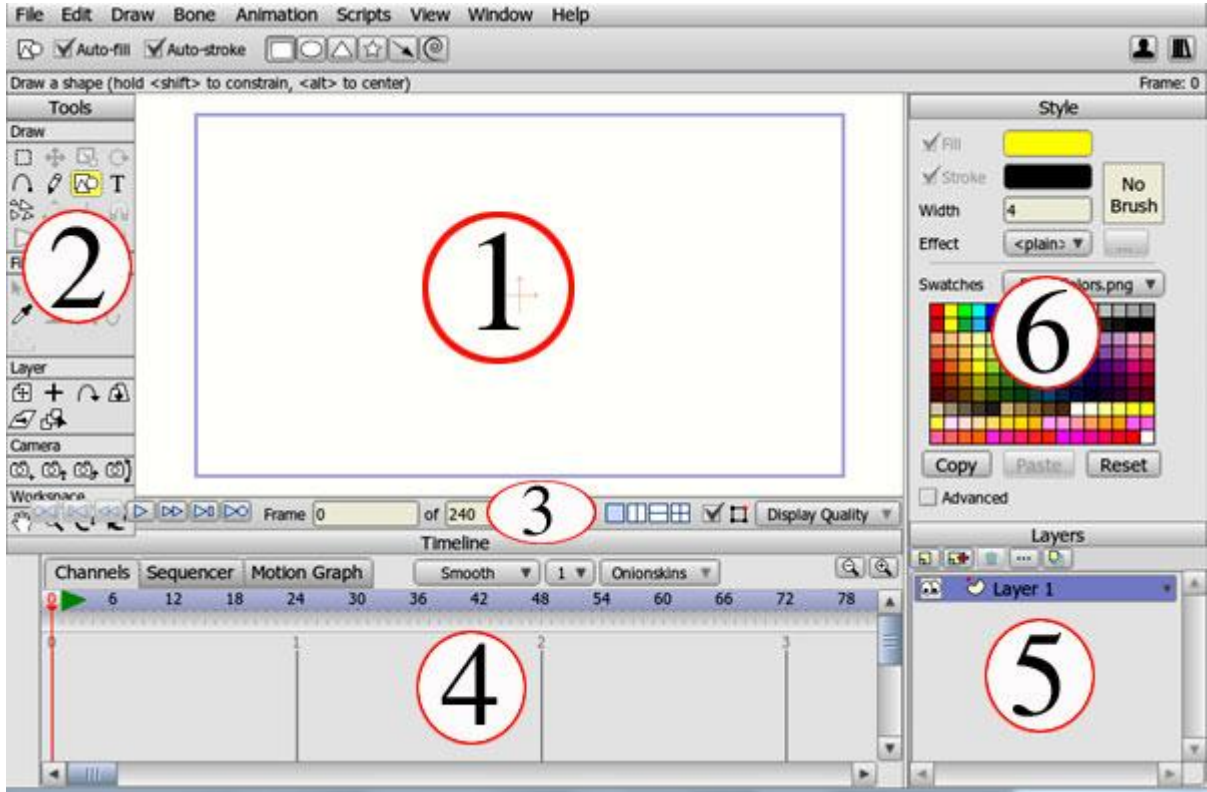 File Edit Draw Bone Animation Scripts View Window Help
Auto-fill Auto-stroke
Draw a shape (hold <shift> to constrain, <alt> to center) Frame: 0
Tools
Draw
T
2
Layer
Camera
Workspace
1
Frame 0 of 240 3 Display Quality
Timeline
Channels Sequencer Motion Graph Smooth 1 Onionskins
0 6 12 18 24 30 36 42 48 54 60 66 72 78
0 1 2 3
4
Style
Fill
Stroke
No
Brush
Width 4
Effect <plain> ...
Swatches
6
Copy Paste Reset
Advanced
Layers
...
Layer 1
5